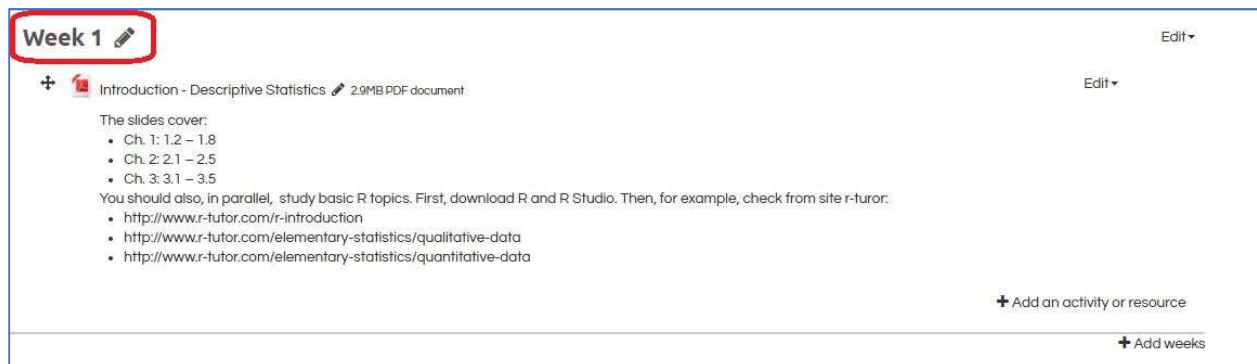 Week 1
Edit
Introduction - Descriptive Statistics 2.9MB PDF document
Edit
The slides cover:
• Ch. 1: 1.2 – 1.8
• Ch. 2: 2.1 – 2.5
• Ch. 3: 3.1 – 3.5
You should also, in parallel, study basic R topics. First, download R and R Studio. Then, for example, check from site r-turor:
• http://www.r-tutor.com/r-introduction
• http://www.r-tutor.com/elementary-statistics/qualitative-data
• http://www.r-tutor.com/elementary-statistics/quantitative-data
Add an activity or resource
Add weeks